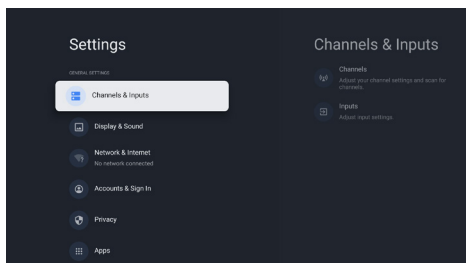 Settings
GENERAL SETTINGS
Channels & Inputs
Display & Sound
Network & Internet
No network connected
Accounts & Sign In
Privacy
Apps
Channels & Inputs
Channels
Adjust your channel settings and scan for
channels.
Inputs
Adjust input settings